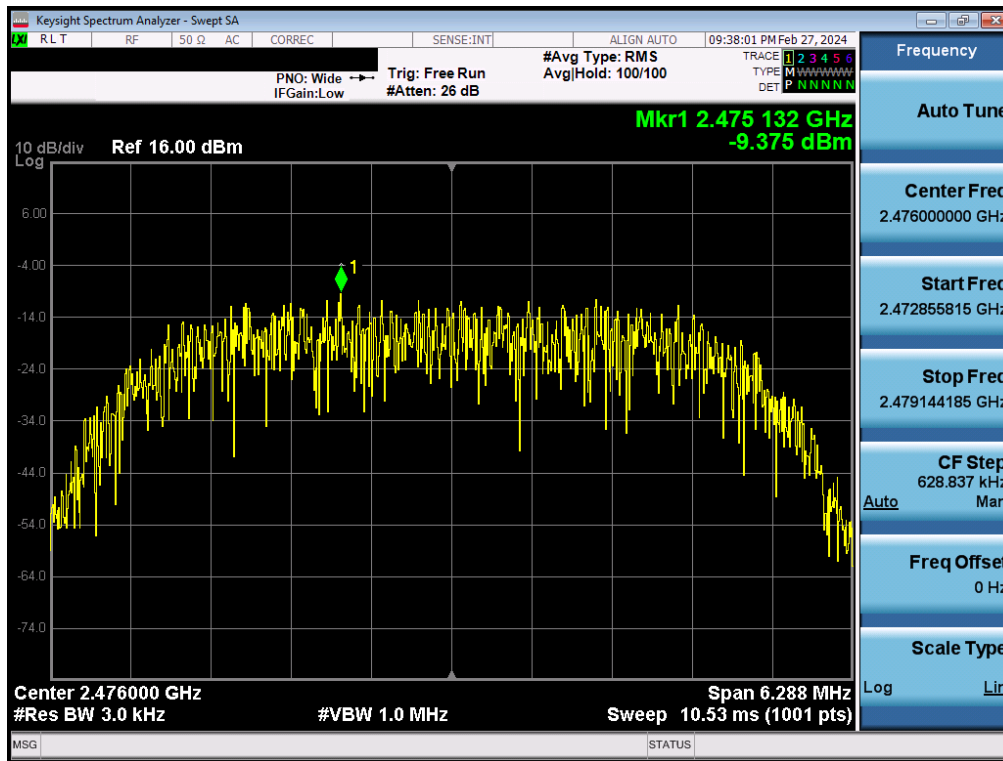 Keysight Spectrum Analyzer - Swept SA
LXI RLT RF 50 Ω AC CORREC SENSE:INT ALIGN AUTO 09:38:01 PM Feb 27, 2024
#Avg Type: RMS TRACE 1 2 3 4 5 6
PNO: Wide Trig: Free Run Avg|Hold: 100/100 TYPE M WWWWW
IFGain:Low #Atten: 26 dB DET P N N N N N
Mkr1 2.475 132 GHz
-9.375 dBm
10 dB/div Ref 16.00 dBm
Log
6.00
-4.00
1
-14.0
-24.0
-34.0
-44.0
-54.0
-64.0
-74.0
Center 2.476000 GHz Span 6.288 MHz
#Res BW 3.0 kHz #VBW 1.0 MHz Sweep 10.53 ms (1001 pts)
MSG STATUS
Frequency
Auto Tune
Center Freq
2.476000000 GHz
Start Freq
2.472855815 GHz
Stop Freq
2.479144185 GHz
CF Step
628.837 kHz
Auto Man
Freq Offset
0 Hz
Scale Type
Log Lin